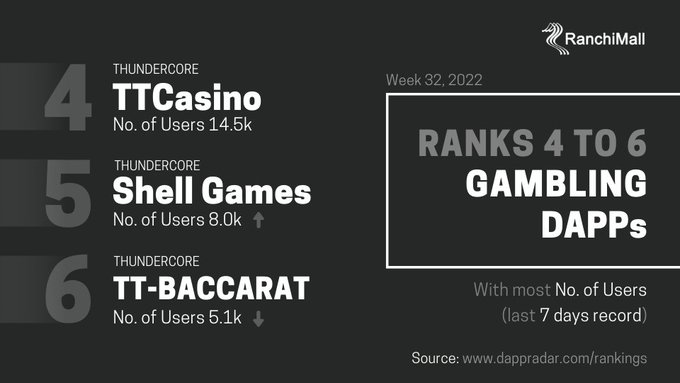 RanchiMall
4
THUNDERCORE
TTCasino
No. of Users 14.5k
5
THUNDERCORE
Shell Games
No. of Users 8.0k ↑
6
THUNDERCORE
TT-BACCARAT
No. of Users 5.1k ↓
Week 32, 2022
RANKS 4 TO 6
GAMBLING
DAPPs
With most No. of Users
(last 7 days record)
Source: www.dappradar.com/rankings